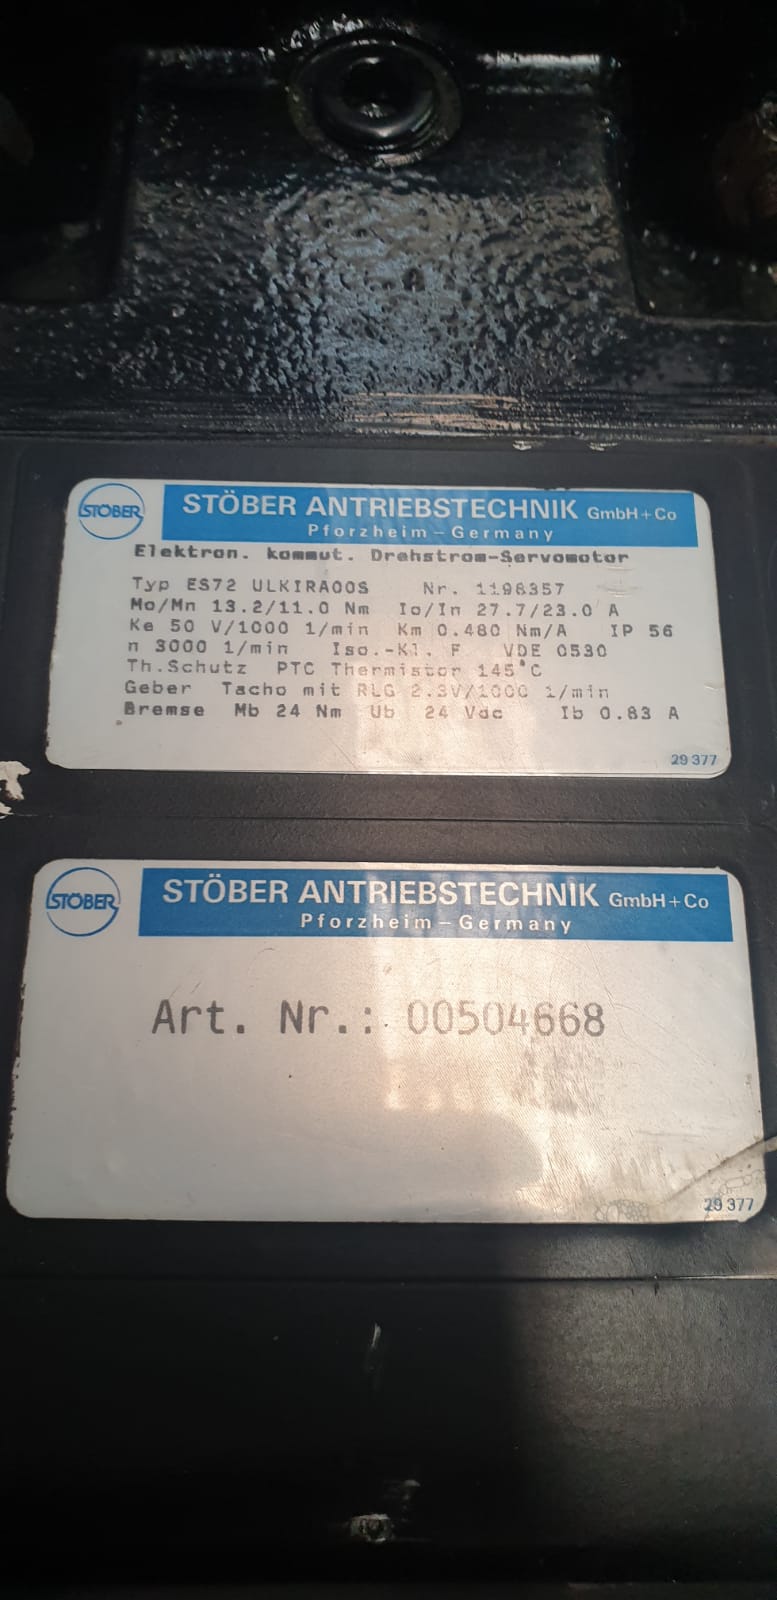 STÖBER
STÖBER ANTRIEBSTECHNIK GmbH+Co
Pforzheim – Germany
Elektron. kommut. Drehstrom-Servomotor
Typ ES72 ULKIRA00S Nr. 1198357
Mo/Mn 13.2/11.0 Nm Io/In 27.7/23.0 A
Ke 50 V/1000 1/min Km 0.480 Nm/A IP 56
n 3000 1/min Iso.-Kl. F VDE 0530
Th.Schutz PTC Thermistor 145°C
Geber Tacho mit RLG 2.3V/1000 1/min
Bremse Mb 24 Nm Ub 24 Vdc Ib 0.83 A
29 377
STÖBER
STÖBER ANTRIEBSTECHNIK GmbH+Co
Pforzheim – Germany
Art. Nr.: 00504668
29 377